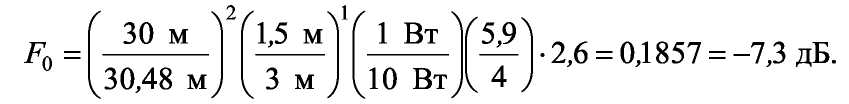 F₀ = (30 м / 30,48 м)² (1,5 м / 3 м)¹ (1 Вт / 10 Вт)(5,9 / 4) · 2,6 = 0,1857 = −7,3 дБ.